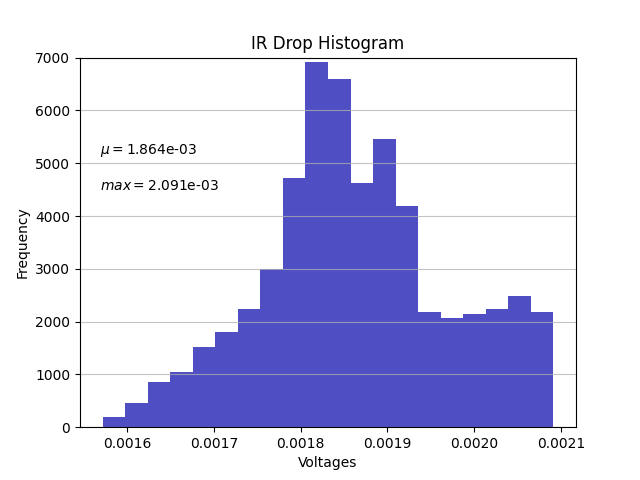 IR Drop Histogram
7000
6000
5000
4000
3000
2000
1000
0
Frequency
μ = 1.864e-03
max = 2.091e-03
0.0016 0.0017 0.0018 0.0019 0.0020 0.0021
Voltages